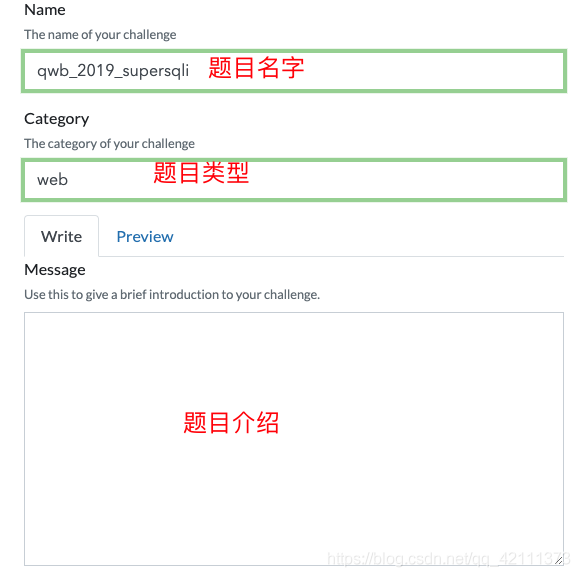 Name
The name of your challenge
qwb_2019_supersqli 题目名字
Category
The category of your challenge
web 题目类型
Write Preview
Message
Use this to give a brief introduction to your challenge.
题目介绍
https://blog.csdn.net/qq_42111373